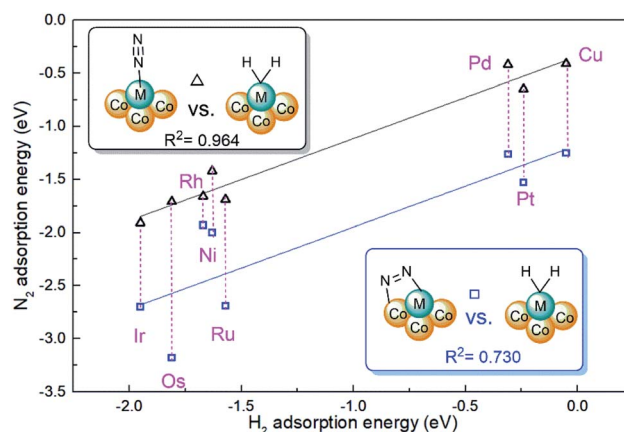 N₂ adsorption energy (eV)
0.0
-0.5
-1.0
-1.5
-2.0
-2.5
-3.0
-3.5
N
N
M
Co
Co
Co
△
vs.
H
H
M
Co
Co
Co
R²= 0.964
Pd
Cu
Pt
Rh
Ni
Ir
Os
Ru
N
N
Co
M
Co
Co
□
vs.
H
H
M
Co
Co
Co
R²= 0.730
-2.0
-1.5
-1.0
-0.5
0.0
H₂ adsorption energy (eV)